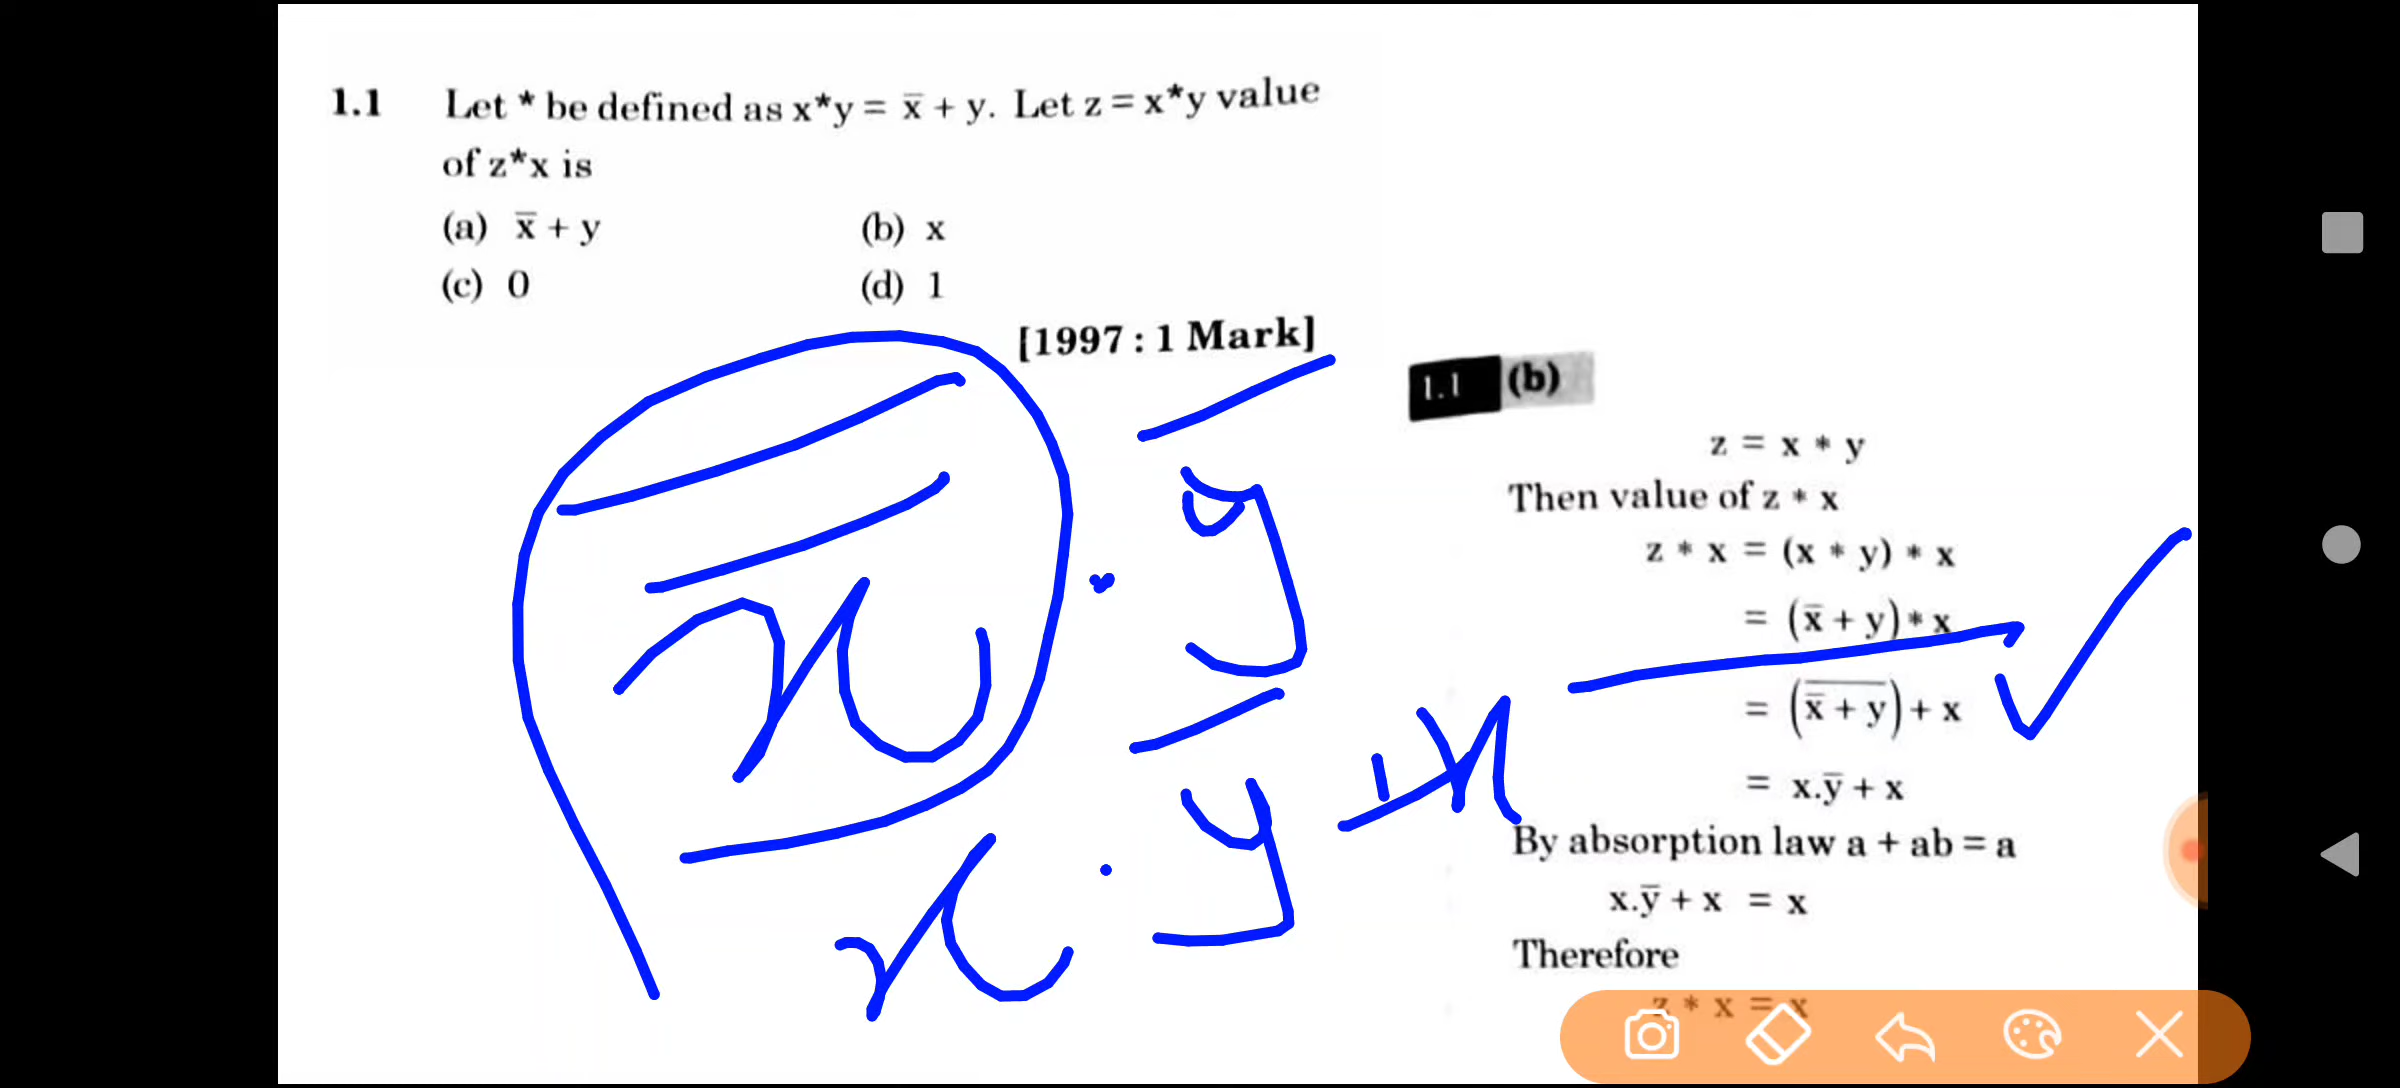 1.1 Let * be defined as x*y = x̅ + y. Let z = x*y value
of z*x is
(a) x̅ + y (b) x
(c) 0 (d) 1
[1997 : 1 Mark]
x̿ . y̅
x . y̅ + x
1.1 (b)
z = x * y
Then value of z * x
z * x = (x * y) * x
= (x̅ + y) * x
= (\overline{x̅ + y}) + x
= x.y̅ + x
By absorption law a + ab = a
x.y̅ + x = x
Therefore
z * x = x